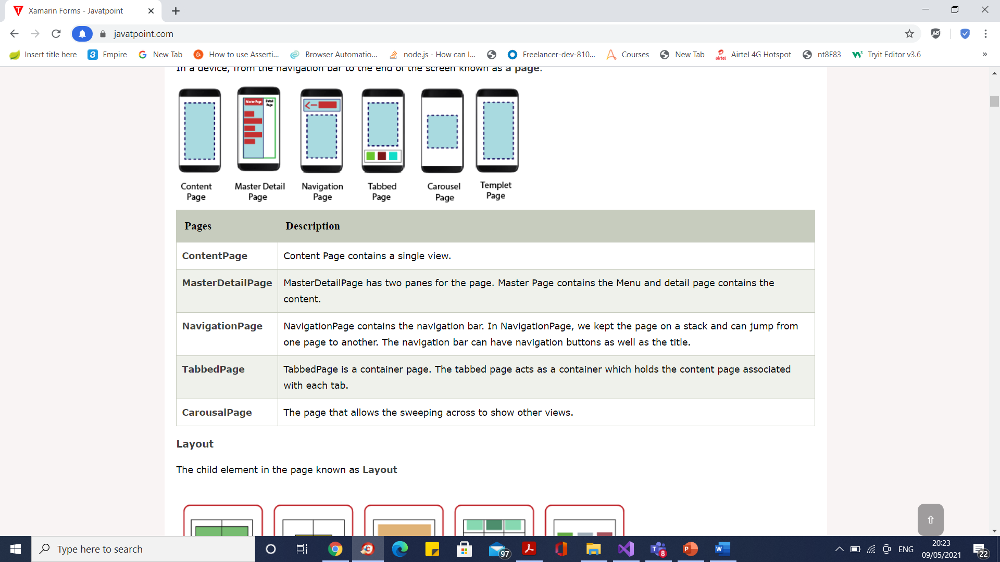 Xamarin Forms - Javatpoint
javatpoint.com
Insert title here
Empire
New Tab
How to use Asserti...
Browser Automatio...
node.js - How can I...
Freelancer-dev-810...
Courses
New Tab
Airtel 4G Hotspot
nt8F83
Tryit Editor v3.6
»
In a device, from the navigation bar to the end of the screen known as a page.
Master Page
Detail Page
Content Page
Master Detail Page
Navigation Page
Tabbed Page
Carousel Page
Templet Page
Pages Description
ContentPage Content Page contains a single view.
MasterDetailPage MasterDetailPage has two panes for the page. Master Page contains the Menu and detail page contains the
content.
NavigationPage NavigationPage contains the navigation bar. In NavigationPage, we kept the page on a stack and can jump from
one page to another. The navigation bar can have navigation buttons as well as the title.
TabbedPage TabbedPage is a container page. The tabbed page acts as a container which holds the content page associated
with each tab.
CarousalPage The page that allows the sweeping across to show other views.
Layout
The child element in the page known as Layout
Type here to search
97
8
ENG
20:23
09/05/2021
22